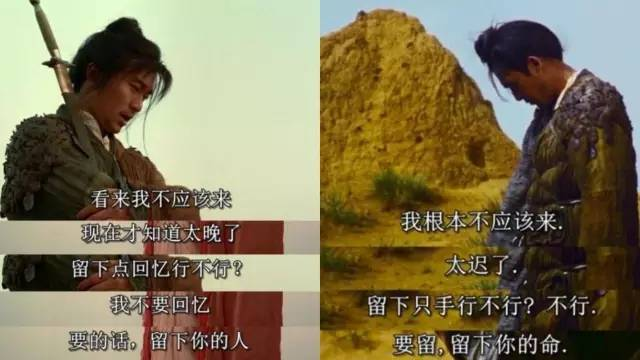 看来我不应该来
现在才知道太晚了
留下点回忆行不行?
我不要回忆
要的话, 留下你的人
我根本不应该来.
太迟了.
留下只手行不行? 不行.
要留, 留下你的命.